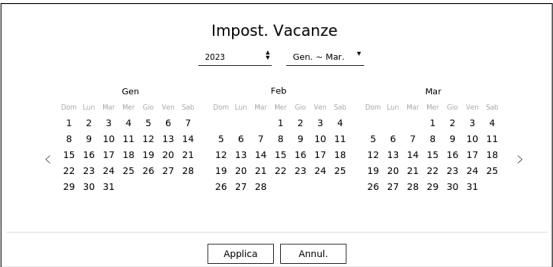 Impost. Vacanze
2023 Gen. ~ Mar.
Gen Feb Mar
Dom Lun Mar Mer Gio Ven Sab Dom Lun Mar Mer Gio Ven Sab Dom Lun Mar Mer Gio Ven Sab
1 2 3 4 5 6 7 1 2 3 4 1 2 3 4
8 9 10 11 12 13 14 5 6 7 8 9 10 11 5 6 7 8 9 10 11
< 15 16 17 18 19 20 21 12 13 14 15 16 17 18 12 13 14 15 16 17 18 >
22 23 24 25 26 27 28 19 20 21 22 23 24 25 19 20 21 22 23 24 25
29 30 31 26 27 28 26 27 28 29 30 31
Applica Annul.